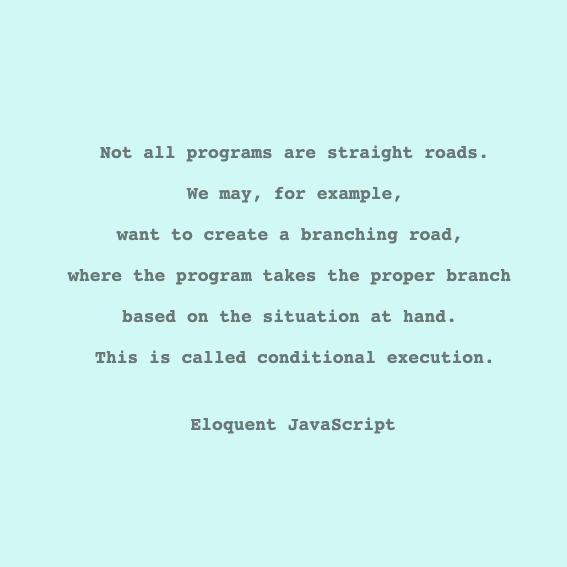 Not all programs are straight roads.
We may, for example,
want to create a branching road,
where the program takes the proper branch
based on the situation at hand.
This is called conditional execution.
Eloquent JavaScript